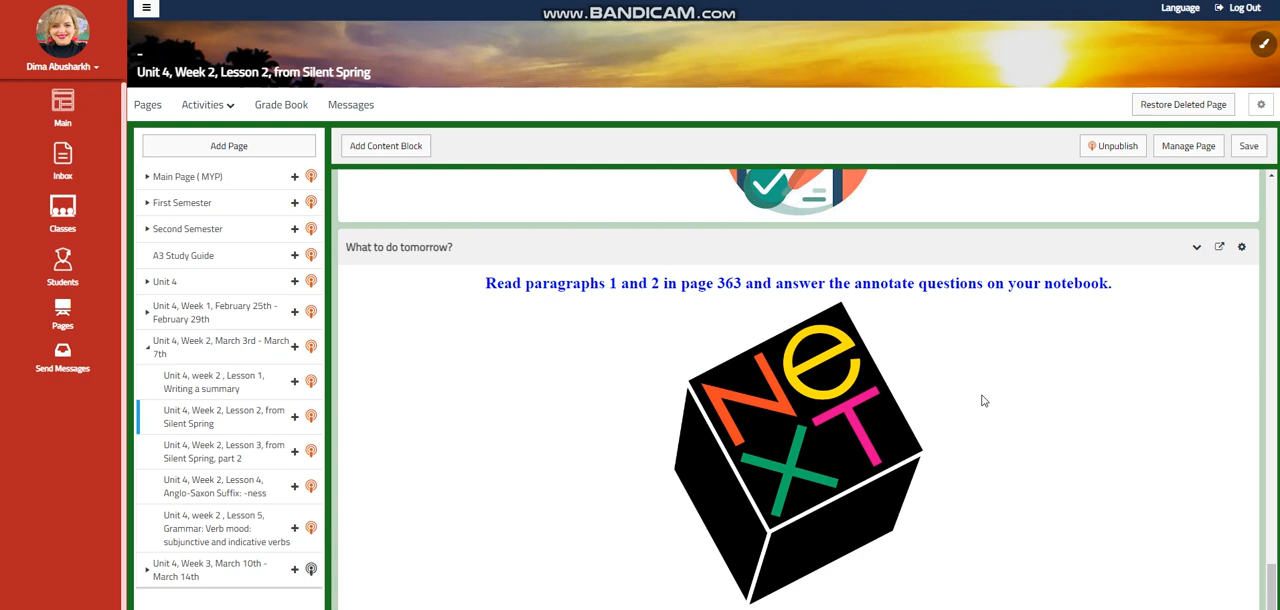 www.BANDICAM.com
Language
Log Out
Dima Abusharkh
-
Unit 4, Week 2, Lesson 2, from Silent Spring
Pages
Activities
Grade Book
Messages
Restore Deleted Page
Main
Inbox
Classes
Students
Pages
Send Messages
Add Page
Main Page ( MYP)
First Semester
Second Semester
A3 Study Guide
Unit 4
Unit 4, Week 1, February 25th -
February 29th
Unit 4, Week 2, March 3rd - March
7th
Unit 4, week 2 , Lesson 1,
Writing a summary
Unit 4, Week 2, Lesson 2, from
Silent Spring
Unit 4, Week 2, Lesson 3, from
Silent Spring, part 2
Unit 4, Week 2, Lesson 4,
Anglo-Saxon Suffix: -ness
Unit 4, week 2 , Lesson 5,
Grammar: Verb mood:
subjunctive and indicative verbs
Unit 4, Week 3, March 10th -
March 14th
Add Content Block
Unpublish
Manage Page
Save
What to do tomorrow?
Read paragraphs 1 and 2 in page 363 and answer the annotate questions on your notebook.
Ne
XT